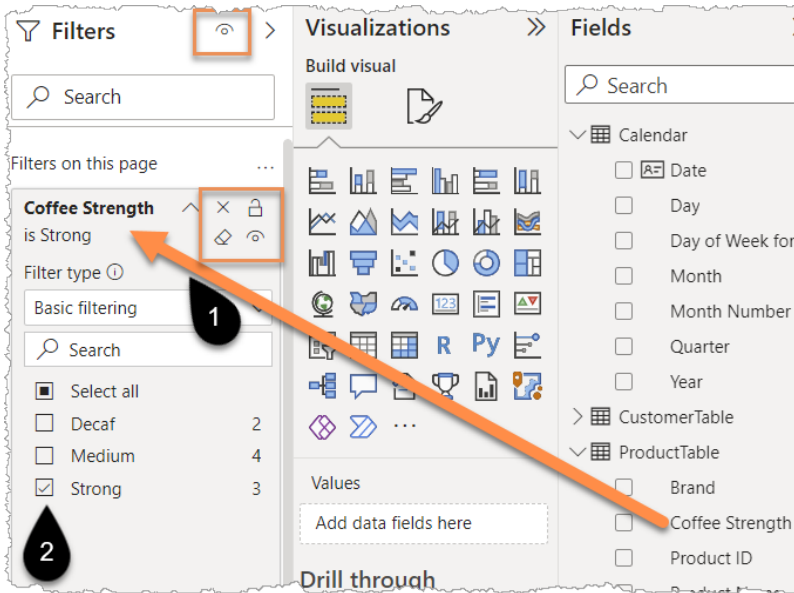 Filters
Search
Filters on this page
...
Coffee Strength
is Strong
Filter type
Basic filtering
1
Search
Select all
Decaf 2
Medium 4
Strong 3
2
Visualizations
Build visual
123
R Py
...
Values
Add data fields here
Drill through
Fields
Search
Calendar
Date
Day
Day of Week for
Month
Month Number
Quarter
Year
CustomerTable
ProductTable
Brand
Coffee Strength
Product ID